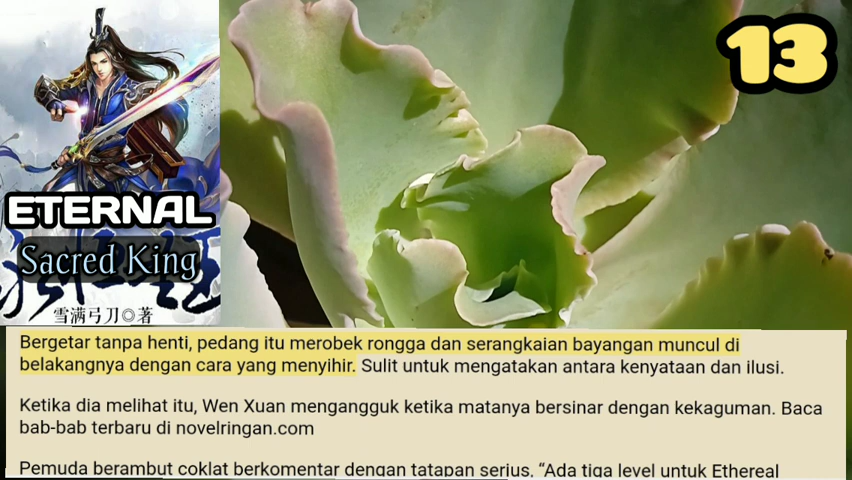 13
ETERNAL
Sacred King
雪满弓刀◎著
Bergetar tanpa henti, pedang itu merobek rongga dan serangkaian bayangan muncul di
belakangnya dengan cara yang menyihir. Sulit untuk mengatakan antara kenyataan dan ilusi.
Ketika dia melihat itu, Wen Xuan mengangguk ketika matanya bersinar dengan kekaguman. Baca
bab-bab terbaru di novelringan.com
Pemuda berambut coklat berkomentar dengan tatapan serius. “Ada tiga level untuk Ethereal